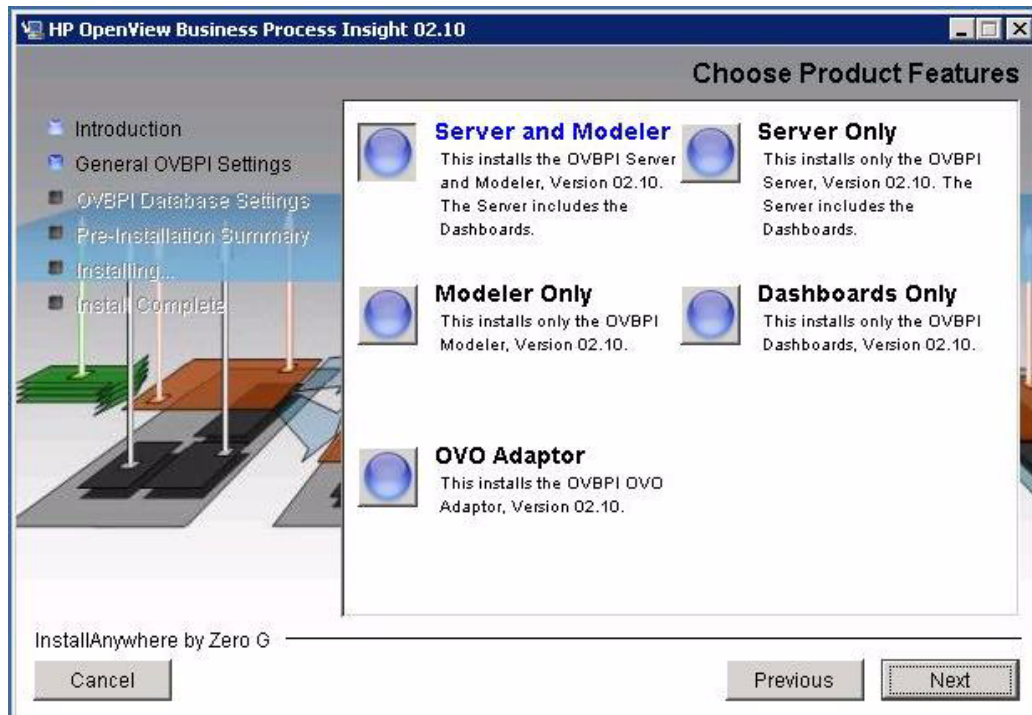 HP OpenView Business Process Insight 02.10
Choose Product Features
Introduction
General OVBPI Settings
OVBPI Database Settings
Pre-Installation Summary
Installing...
Install Complete
Server and Modeler
This installs the OVBPI Server
and Modeler, Version 02.10.
The Server includes the
Dashboards.
Server Only
This installs only the OVBPI
Server, Version 02.10. The
Server includes the
Dashboards.
Modeler Only
This installs only the OVBPI
Modeler, Version 02.10.
Dashboards Only
This installs only the OVBPI
Dashboards, Version 02.10.
OVO Adaptor
This installs the OVBPI OVO
Adaptor, Version 02.10.
InstallAnywhere by Zero G
Cancel
Previous
Next